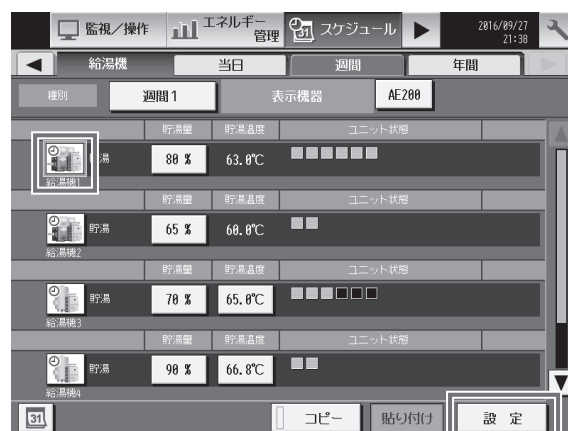 監視／操作 エネルギー管理 スケジュール 2016/09/27 21:38
給湯機 当日 週間 年間
種別 週間1 表示機器 AE200
貯湯量 貯湯温度 ユニット状態
貯湯 80 % 63.0℃
給湯機1
貯湯量 貯湯温度 ユニット状態
貯湯 65 % 60.0℃
給湯機2
貯湯量 貯湯温度 ユニット状態
貯湯 70 % 65.0℃
給湯機3
貯湯量 貯湯温度 ユニット状態
貯湯 90 % 66.8℃
給湯機4
31 コピー 貼り付け 設 定